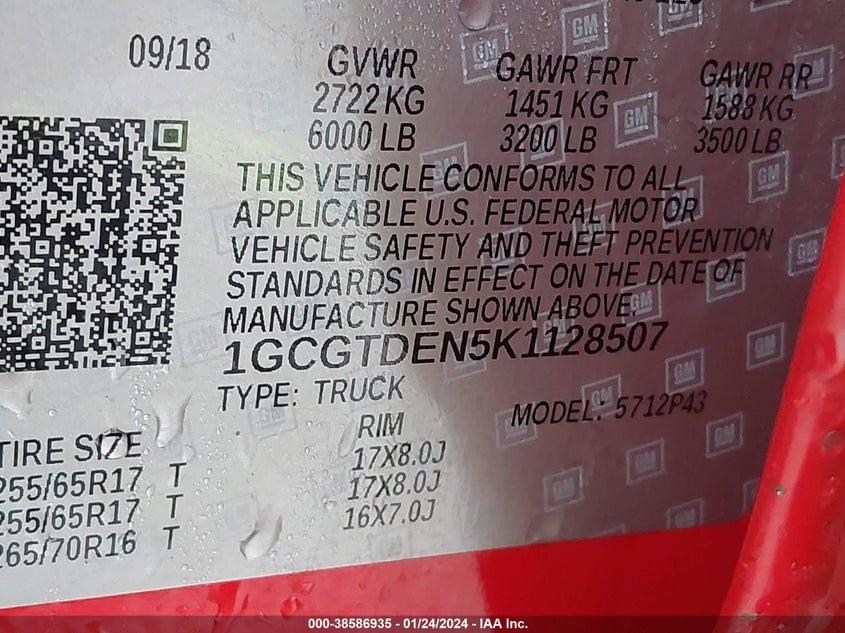 09/18 GVWR GAWR FRT GAWR RR
2722 KG 1451 KG 1588 KG
6000 LB 3200 LB 3500 LB
THIS VEHICLE CONFORMS TO ALL
APPLICABLE U.S. FEDERAL MOTOR
VEHICLE SAFETY AND THEFT PREVENTION
STANDARDS IN EFFECT ON THE DATE OF
MANUFACTURE SHOWN ABOVE.
1GCGTDEN5K1128507
TYPE: TRUCK MODEL: 5712P43
TIRE SIZE RIM
255/65R17 T 17X8.0J
255/65R17 T 17X8.0J
265/70R16 T 16X7.0J
000-38586935 - 01/24/2024 - IAA Inc.